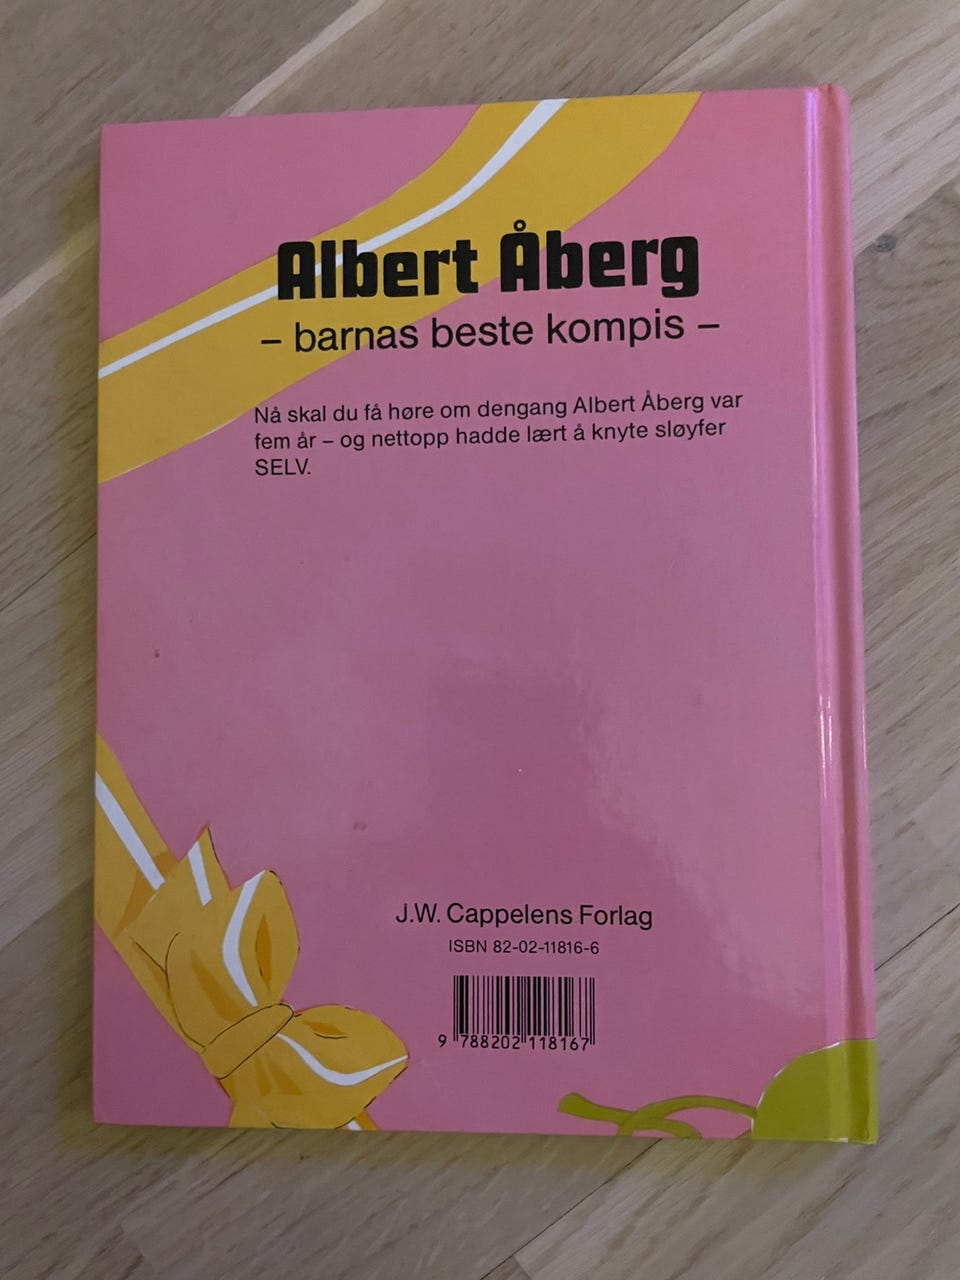 Albert Åberg
– barnas beste kompis –
Nå skal du få høre om dengang Albert Åberg var
fem år – og nettopp hadde lært å knyte sløyfer
SELV.
J.W. Cappelens Forlag
ISBN 82-02-11816-6
9 788202 118167